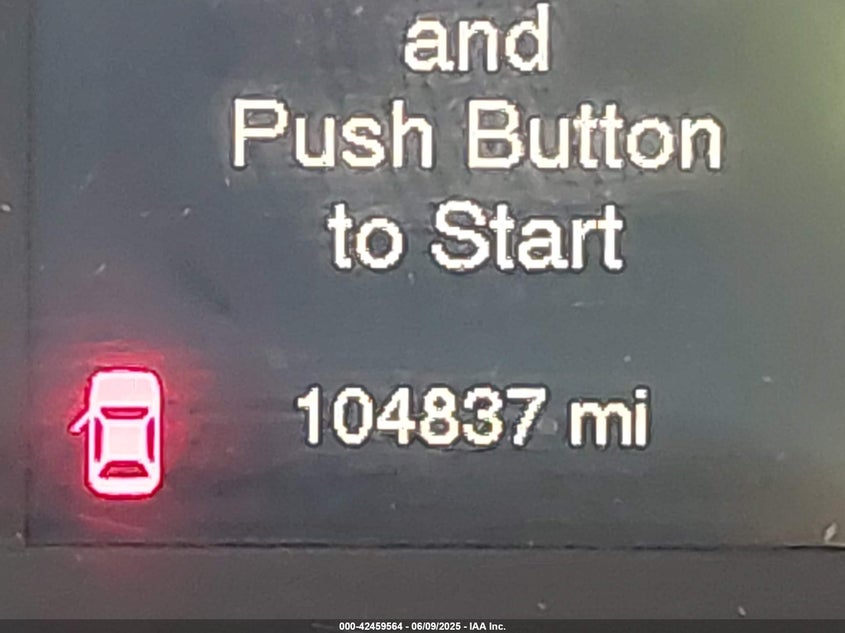 and
Push Button
to Start
104837 mi
000-42459564 - 06/09/2025 - IAA Inc.